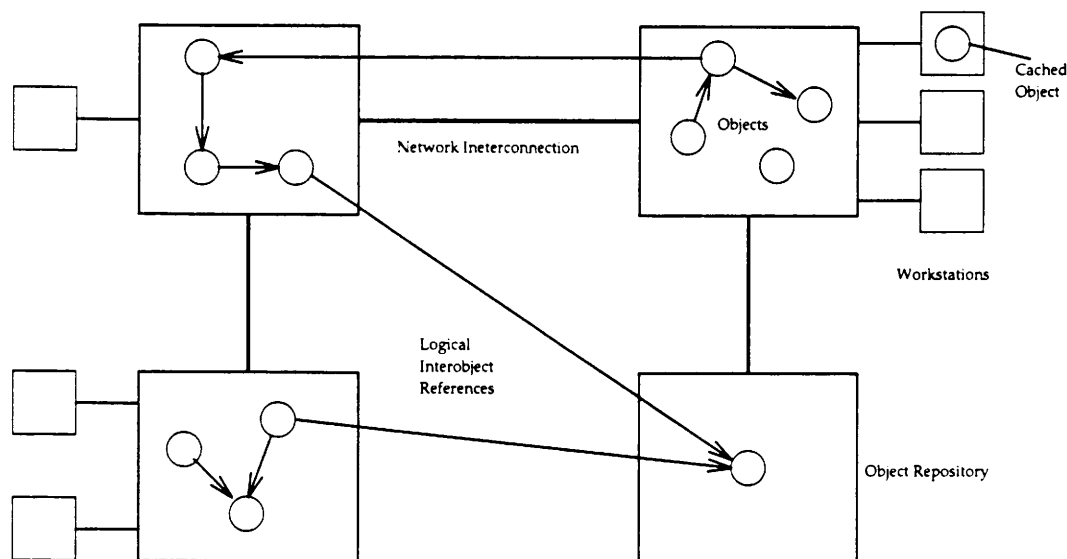 Cached
Object
Objects
Network Ineterconnection
Workstations
Logical
Interobject
References
Object Repository